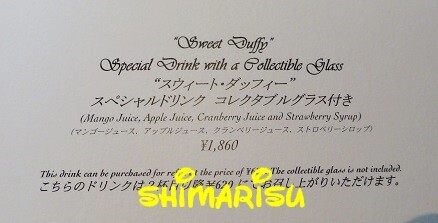 "Sweet Duffy"
Special Drink with a Collectible Glass
“スウィート・ダッフィー”
スペシャルドリンク コレクタブルグラス付き
(Mango Juice, Apple Juice, Cranberry Juice and Strawberry Syrup)
(マンゴージュース、アップルジュース、クランベリージュース、ストロベリーシロップ)
¥1,860
This drink can be purchased for the price of The collectible glass is not included.
こちらのドリンクは お召し上がりいただけます。
SHIMARISU